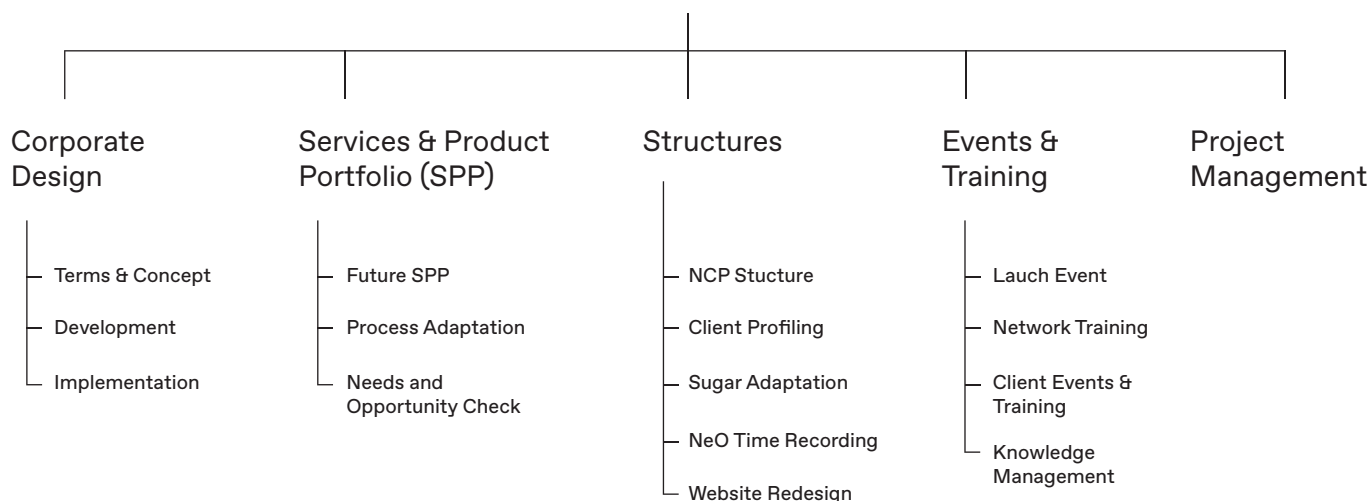 Corporate
Design
Services & Product
Portfolio (SPP)
Structures
Events &
Training
Project
Management
Terms & Concept
Development
Implementation
Future SPP
Process Adaptation
Needs and
Opportunity Check
NCP Stucture
Client Profiling
Sugar Adaptation
NeO Time Recording
Website Redesign
Lauch Event
Network Training
Client Events &
Training
Knowledge
Management